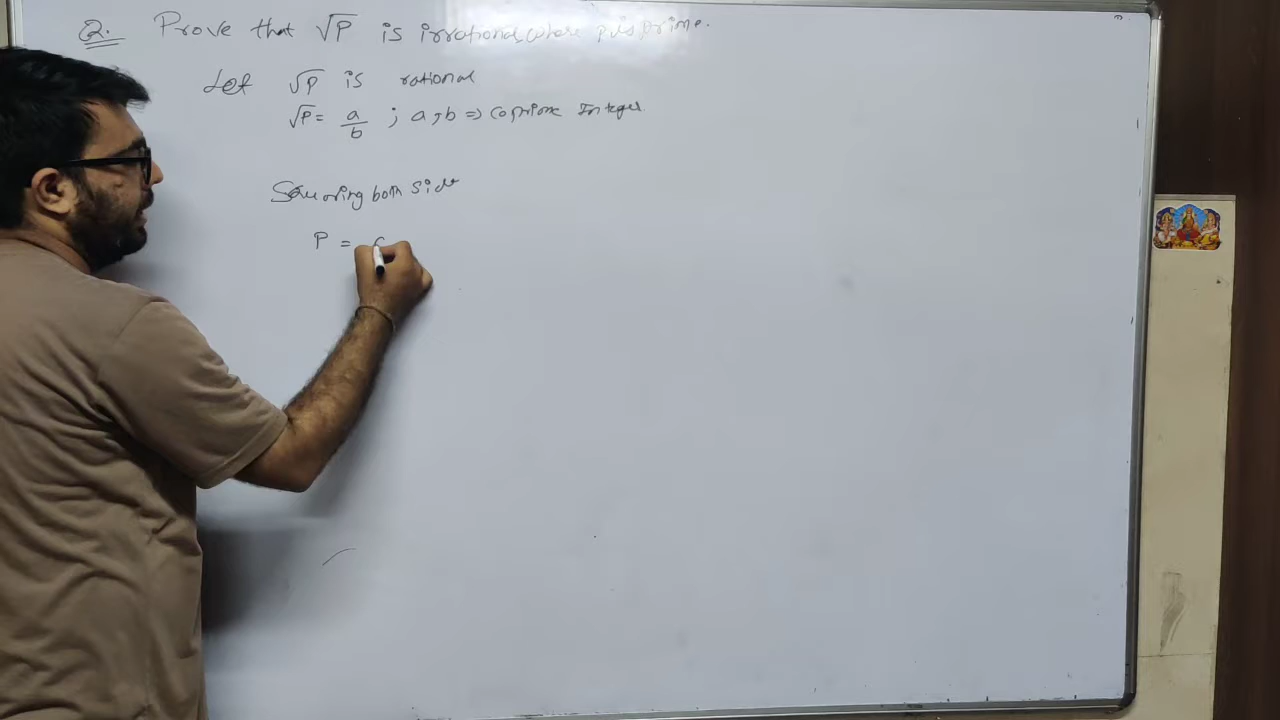 Q. Prove that √P is irrational, where p is prime.
Let √P is rational
√P = a/b ; a, b => coprime Integer
Squaring both side
P =